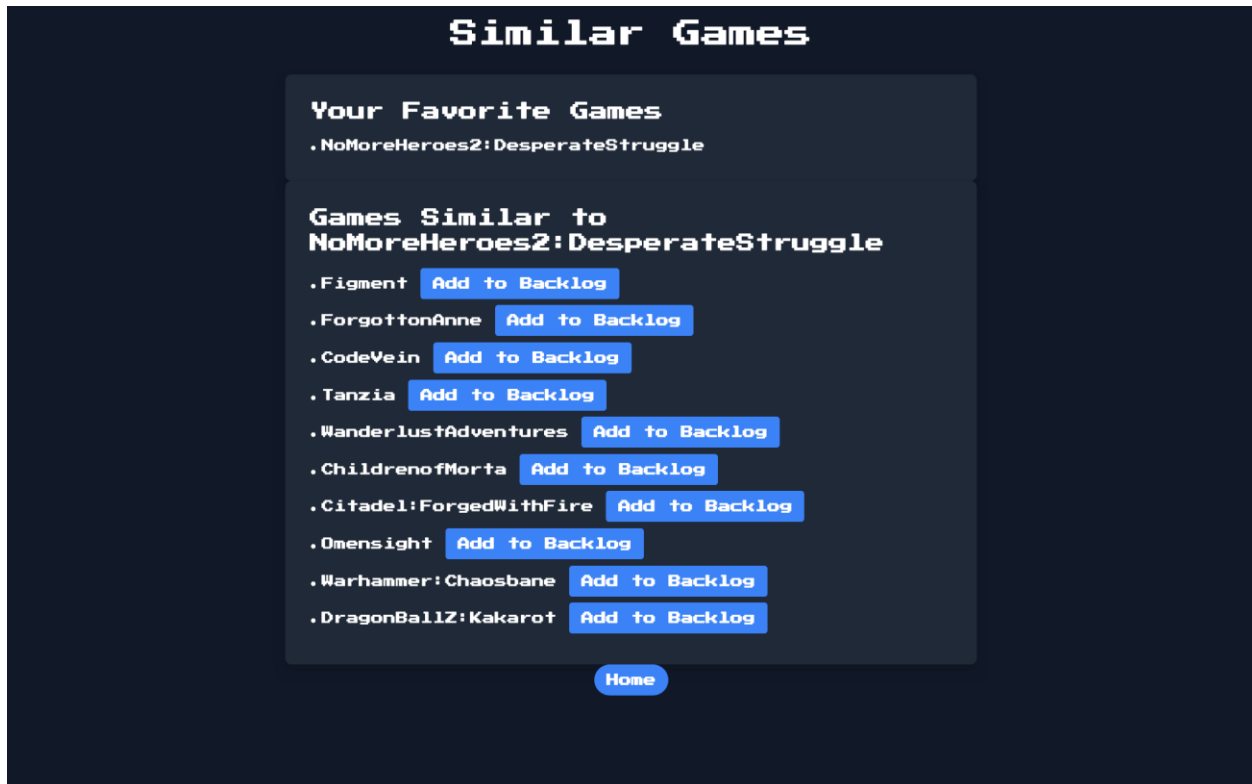 Similar Games
Your Favorite Games
.NoMoreHeroes2:DesperateStruggle
Games Similar to
NoMoreHeroes2:DesperateStruggle
.Figment Add to Backlog
.ForgottonAnne Add to Backlog
.CodeVein Add to Backlog
.Tanzia Add to Backlog
.WanderlustAdventures Add to Backlog
.ChildrenofMorta Add to Backlog
.Citadel:ForgedWithFire Add to Backlog
.Omensight Add to Backlog
.Warhammer:Chaosbane Add to Backlog
.DragonBallZ:Kakarot Add to Backlog
Home